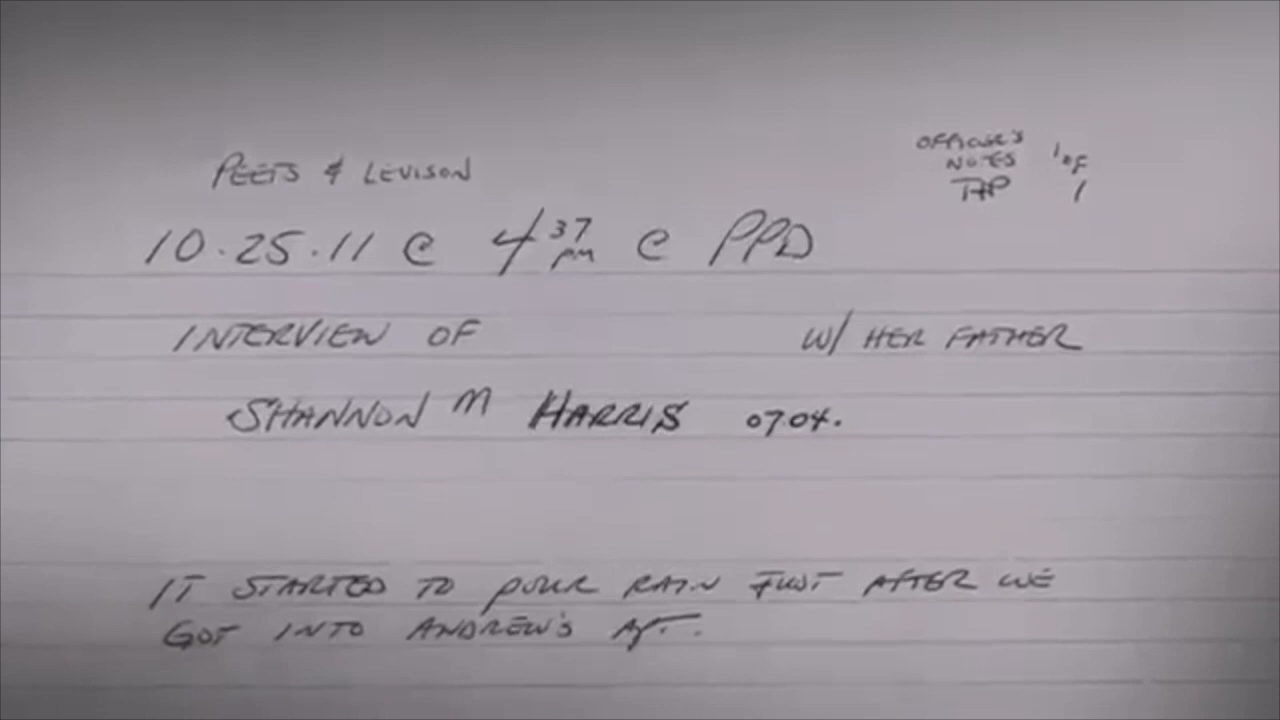 OFFICER'S
NOTES 1 OF
TAP 1
PEETS & LEVISON
10.25.11 @ 4 37 PM @ PPD
INTERVIEW OF W/ HER FATHER
SHANNON M HARRIS 07.04.
IT STARTED TO POUR RAIN JUST AFTER WE
GOT INTO ANDREW'S APT.